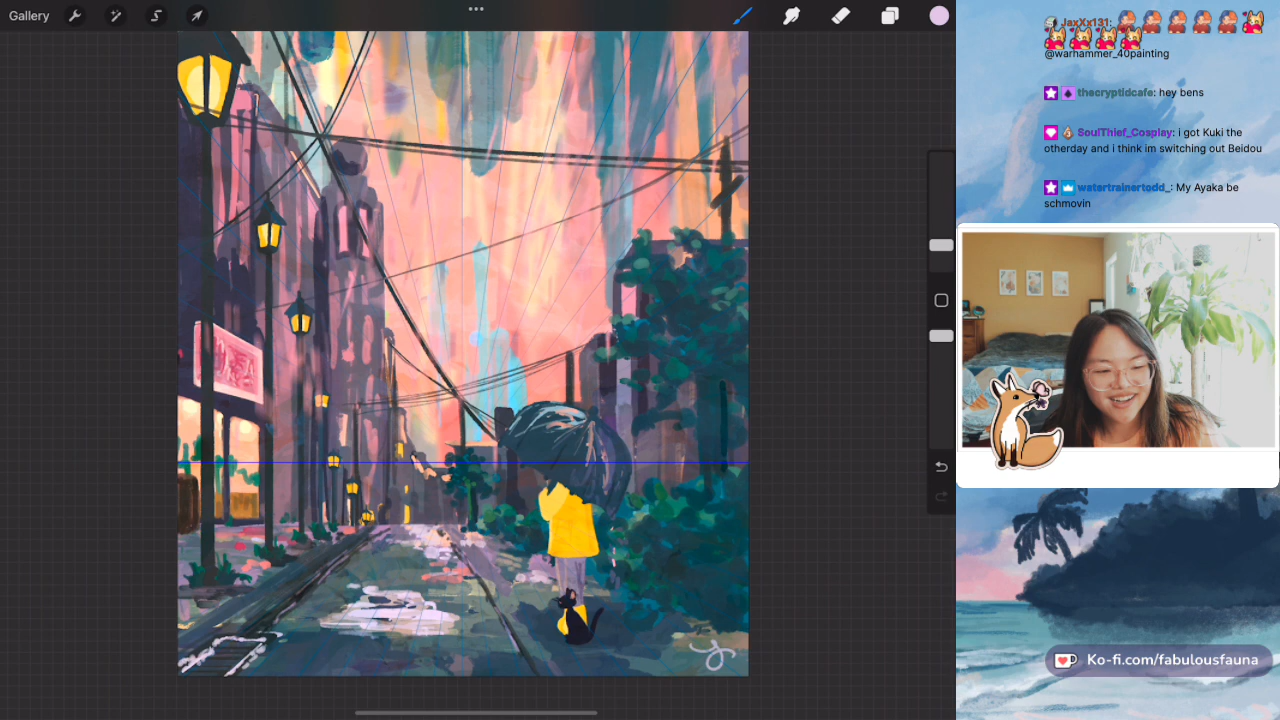 Gallery
JaxXx131:
@warhammer_40painting
thecryptidcafe: hey bens
SoulThief_Cosplay: i got Kuki the
otherday and i think im switching out Beidou
watertrainertodd_: My Ayaka be
schmovin
Ko-fi.com/fabulousfauna